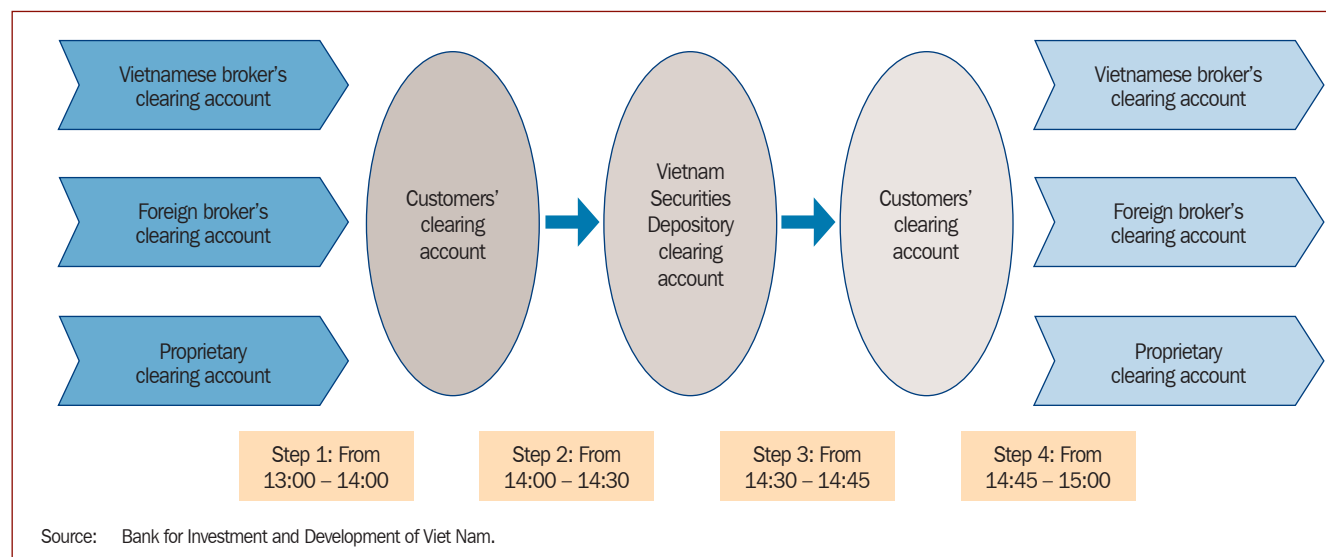 Vietnamese broker's
clearing account
Foreign broker's
clearing account
Proprietary
clearing account
Customers'
clearing
account
Vietnam
Securities
Depository
clearing
account
Customers'
clearing
account
Vietnamese broker's
clearing account
Foreign broker's
clearing account
Proprietary
clearing account
Step 1: From
13:00 – 14:00
Step 2: From
14:00 – 14:30
Step 3: From
14:30 – 14:45
Step 4: From
14:45 – 15:00
Source: Bank for Investment and Development of Viet Nam.